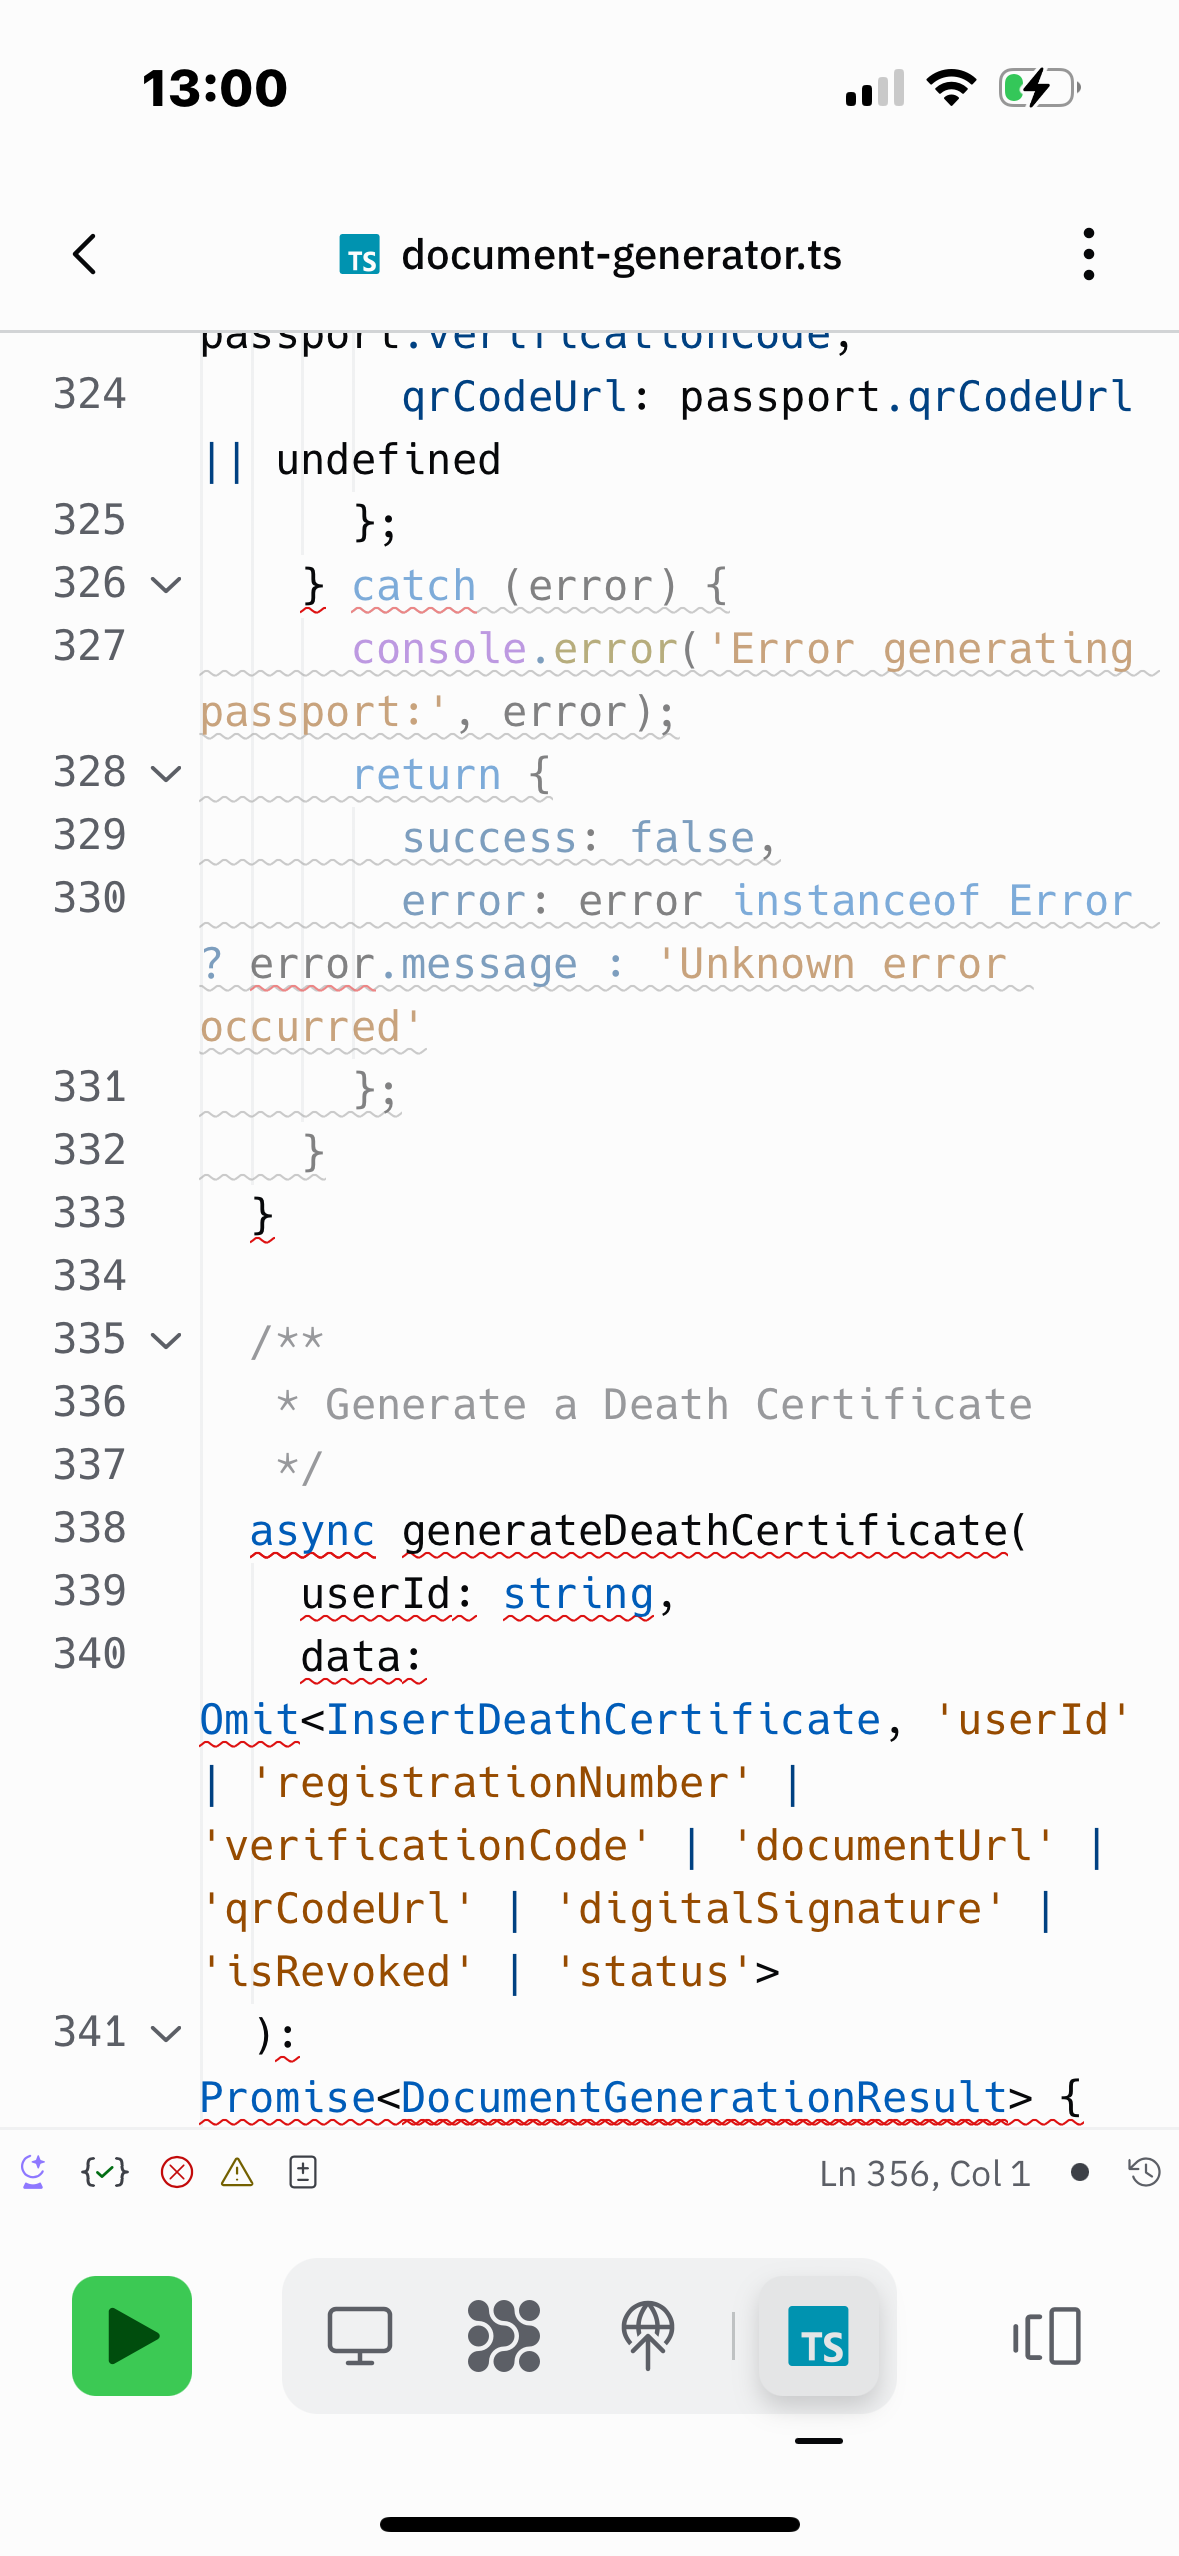 13:00
TS document-generator.ts
passport.verificationCode,
324 qrCodeUrl: passport.qrCodeUrl
|| undefined
325 };
326 } catch (error) {
327 console.error('Error generating
passport:', error);
328 return {
329 success: false,
330 error: error instanceof Error
? error.message : 'Unknown error
occurred'
331 };
332 }
333 }
334
335 /**
336 * Generate a Death Certificate
337 */
338 async generateDeathCertificate(
339 userId: string,
340 data:
Omit<InsertDeathCertificate, 'userId'
| 'registrationNumber' |
'verificationCode' | 'documentUrl' |
'qrCodeUrl' | 'digitalSignature' |
'isRevoked' | 'status'>
341 ):
Promise<DocumentGenerationResult> {
Ln 356, Col 1
TS